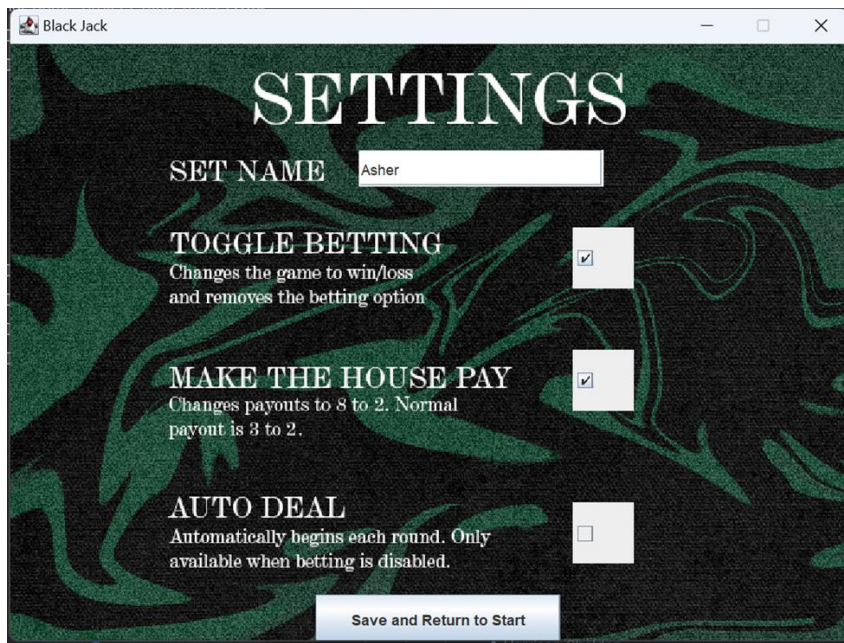 Black Jack
SETTINGS
SET NAME
Asher
TOGGLE BETTING
Changes the game to win/loss
and removes the betting option
MAKE THE HOUSE PAY
Changes payouts to 8 to 2. Normal
payout is 3 to 2.
AUTO DEAL
Automatically begins each round. Only
available when betting is disabled.
Save and Return to Start